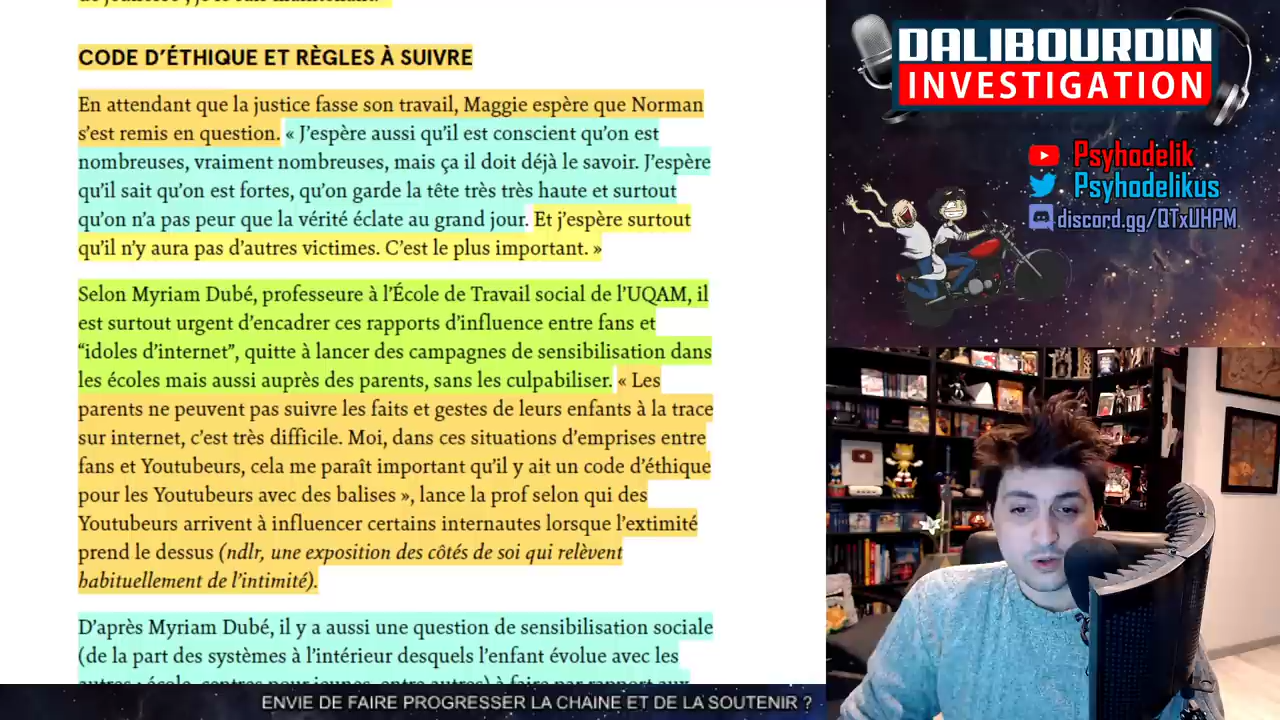 CODE D'ÉTHIQUE ET RÈGLES À SUIVRE
En attendant que la justice fasse son travail, Maggie espère que Norman
s'est remis en question. « J'espère aussi qu'il est conscient qu'on est
nombreuses, vraiment nombreuses, mais ça il doit déjà le savoir. J'espère
qu'il sait qu'on est fortes, qu'on garde la tête très très haute et surtout
qu'on n'a pas peur que la vérité éclate au grand jour. Et j'espère surtout
qu'il n'y aura pas d'autres victimes. C'est le plus important. »
Selon Myriam Dubé, professeure à l'École de Travail social de l'UQAM, il
est surtout urgent d'encadrer ces rapports d'influence entre fans et
“idoles d'internet”, quitte à lancer des campagnes de sensibilisation dans
les écoles mais aussi auprès des parents, sans les culpabiliser. « Les
parents ne peuvent pas suivre les faits et gestes de leurs enfants à la trace
sur internet, c'est très difficile. Moi, dans ces situations d'emprises entre
fans et Youtubeurs, cela me paraît important qu'il y ait un code d'éthique
pour les Youtubeurs avec des balises », lance la prof selon qui des
Youtubeurs arrivent à influencer certains internautes lorsque l'extimité
prend le dessus (ndlr, une exposition des côtés de soi qui relèvent
habituellement de l'intimité).
D'après Myriam Dubé, il y a aussi une question de sensibilisation sociale
(de la part des systèmes à l'intérieur desquels l'enfant évolue avec les
DALIBOURDIN
INVESTIGATION
Psyhodelik
Psyhodelikus
discord.gg/QTxUHPM
ENVIE DE FAIRE PROGRESSER LA CHAINE ET DE LA SOUTENIR ?